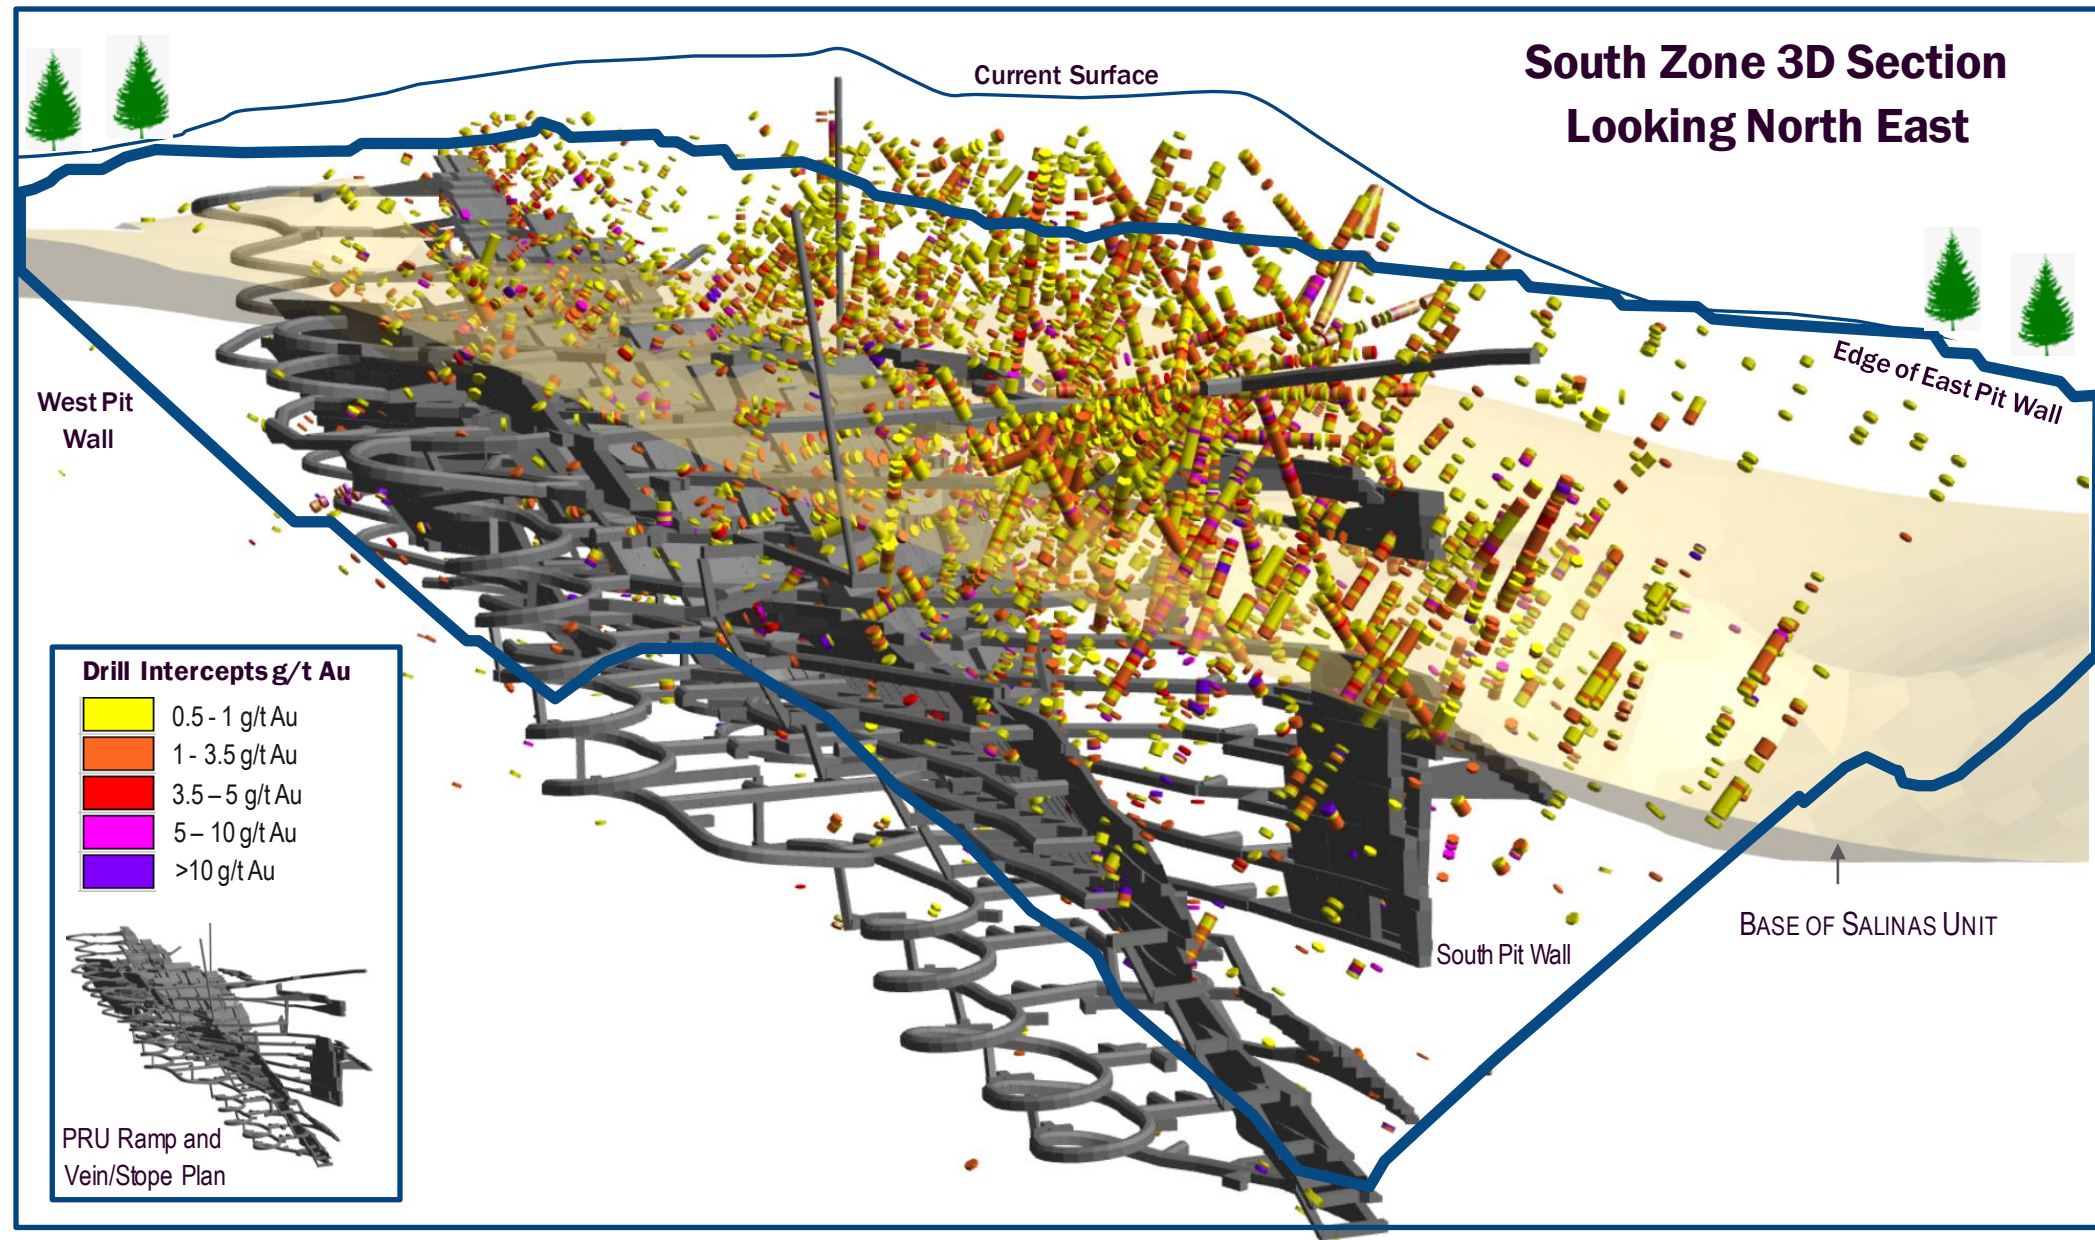 South Zone 3D Section
Looking North East
Current Surface
Edge of East Pit Wall
West Pit
Wall
Drill Intercepts g/t Au
0.5 - 1 g/t Au
1 - 3.5 g/t Au
3.5 – 5 g/t Au
5 – 10 g/t Au
>10 g/t Au
PRU Ramp and
Vein/Stope Plan
South Pit Wall
BASE OF SALINAS UNIT